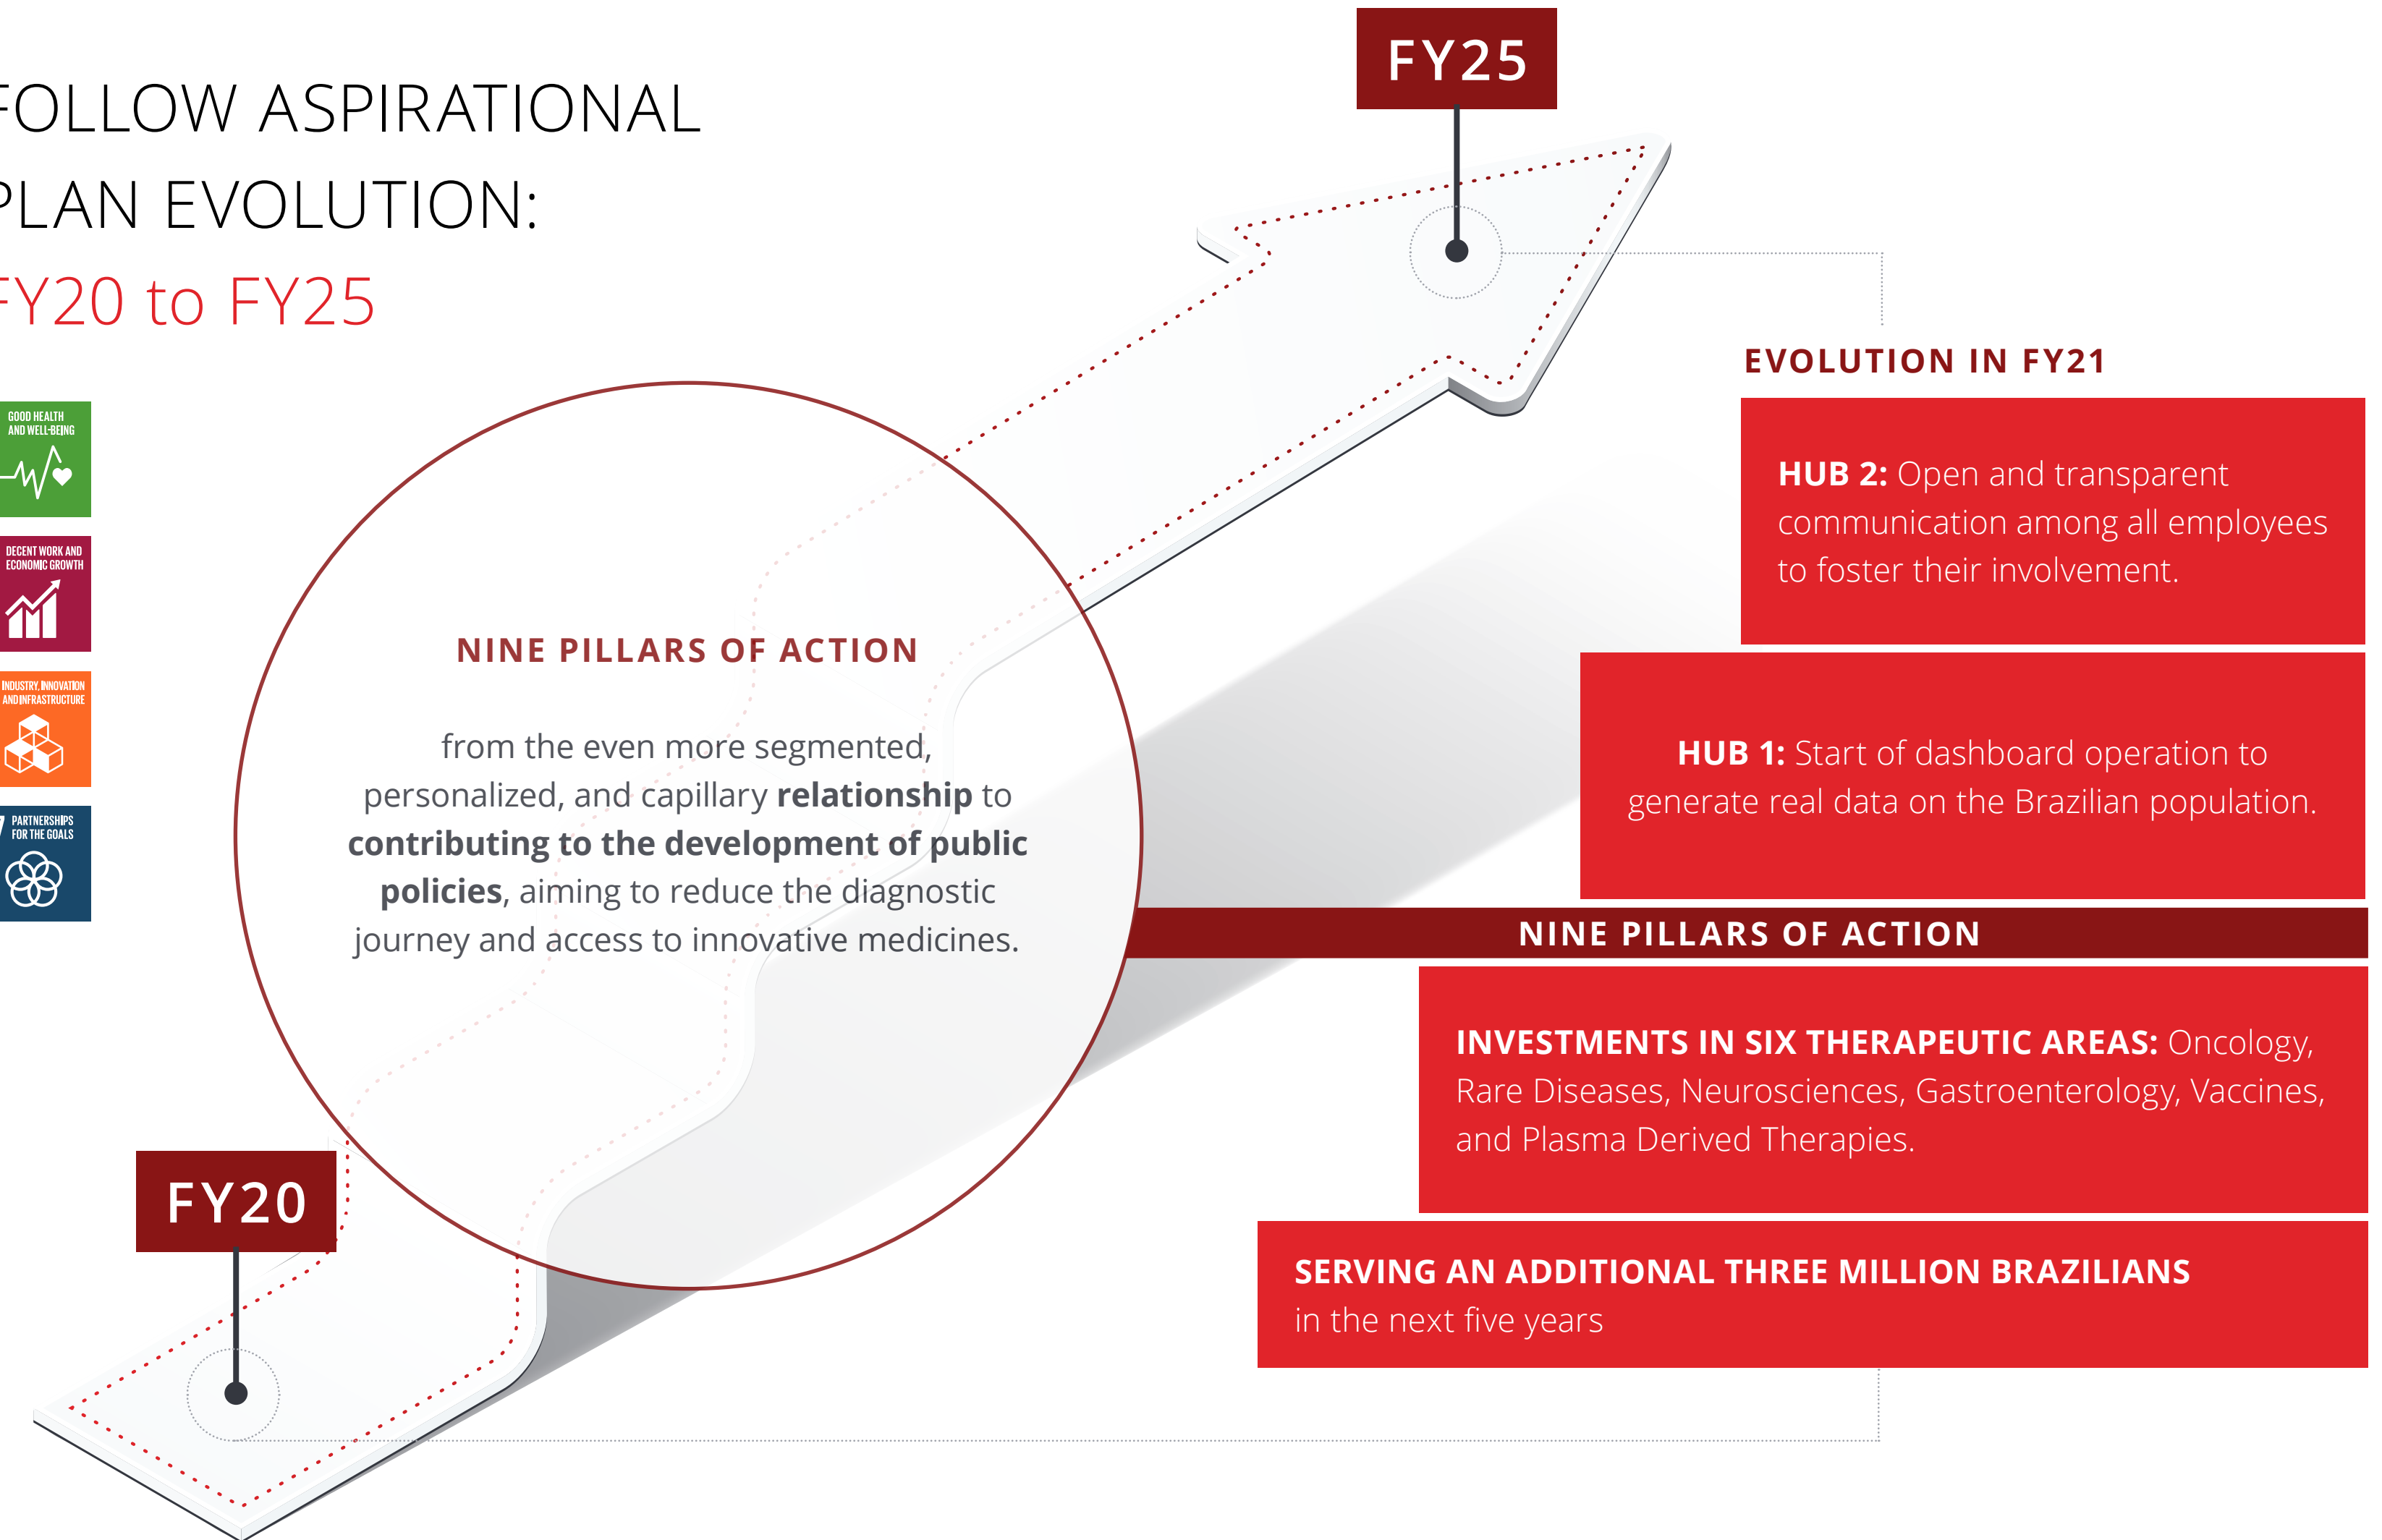 FOLLOW ASPIRATIONAL
PLAN EVOLUTION:
FY20 to FY25
GOOD HEALTH
AND WELL-BEING
DECENT WORK AND
ECONOMIC GROWTH
INDUSTRY, INNOVATION
AND INFRASTRUCTURE
PARTNERSHIPS
FOR THE GOALS
FY25
NINE PILLARS OF ACTION
from the even more segmented,
personalized, and capillary relationship to
contributing to the development of public
policies, aiming to reduce the diagnostic
journey and access to innovative medicines.
FY20
EVOLUTION IN FY21
HUB 2: Open and transparent
communication among all employees
to foster their involvement.
HUB 1: Start of dashboard operation to
generate real data on the Brazilian population.
NINE PILLARS OF ACTION
INVESTMENTS IN SIX THERAPEUTIC AREAS: Oncology,
Rare Diseases, Neurosciences, Gastroenterology, Vaccines,
and Plasma Derived Therapies.
SERVING AN ADDITIONAL THREE MILLION BRAZILIANS
in the next five years